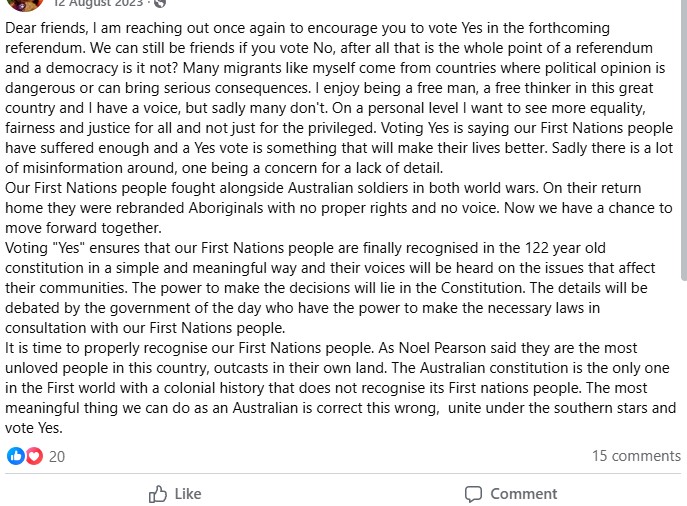 12 August 2023 ·
Dear friends, I am reaching out once again to encourage you to vote Yes in the forthcoming
referendum. We can still be friends if you vote No, after all that is the whole point of a referendum
and a democracy is it not? Many migrants like myself come from countries where political opinion is
dangerous or can bring serious consequences. I enjoy being a free man, a free thinker in this great
country and I have a voice, but sadly many don't. On a personal level I want to see more equality,
fairness and justice for all and not just for the privileged. Voting Yes is saying our First Nations people
have suffered enough and a Yes vote is something that will make their lives better. Sadly there is a lot
of misinformation around, one being a concern for a lack of detail.
Our First Nations people fought alongside Australian soldiers in both world wars. On their return
home they were rebranded Aboriginals with no proper rights and no voice. Now we have a chance to
move forward together.
Voting "Yes" ensures that our First Nations people are finally recognised in the 122 year old
constitution in a simple and meaningful way and their voices will be heard on the issues that affect
their communities. The power to make the decisions will lie in the Constitution. The details will be
debated by the government of the day who have the power to make the necessary laws in
consultation with our First Nations people.
It is time to properly recognise our First Nations people. As Noel Pearson said they are the most
unloved people in this country, outcasts in their own land. The Australian constitution is the only one
in the First world with a colonial history that does not recognise its First nations people. The most
meaningful thing we can do as an Australian is correct this wrong,  unite under the southern stars and
vote Yes.
20 15 comments
Like Comment